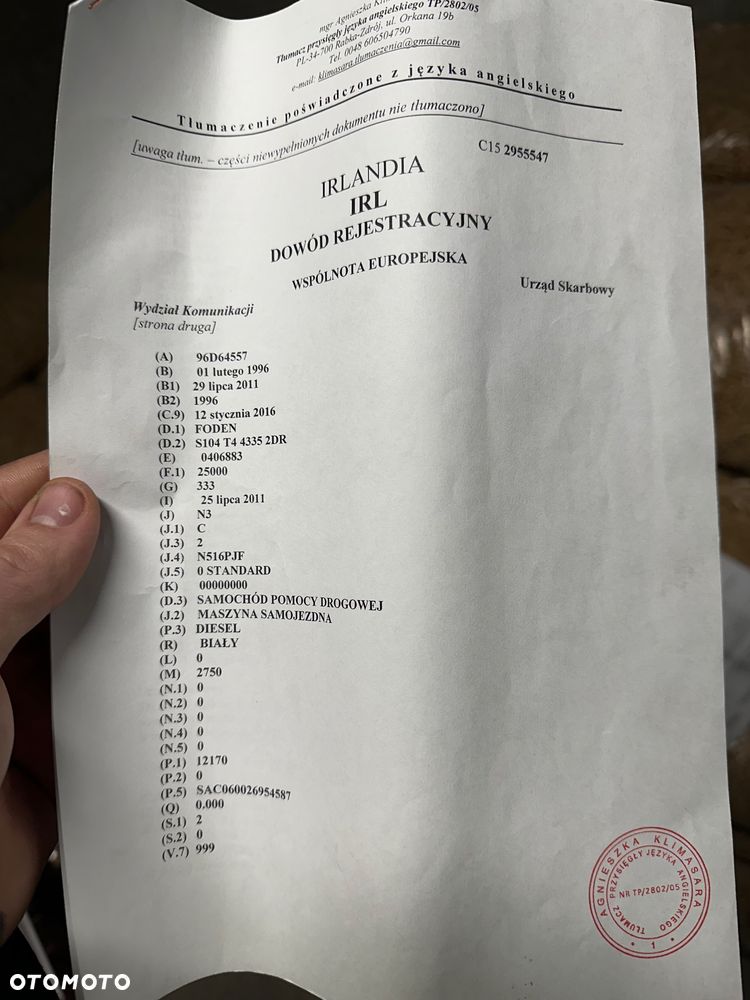 mgr Agnieszka
Tłumacz przysięgły języka angielskiego TP/2802/05
PL-34-700 Rabka-Zdrój, ul. Orkana 19b
Tel. 0048 606504790
e-mail: klimasara.tlumaczenia@gmail.com
Tłumaczenie poświadczone z języka angielskiego
[uwaga tłum. – części niewypełnionych dokumentu nie tłumaczono]
C15 2955547
IRLANDIA
IRL
DOWÓD REJESTRACYJNY
WSPÓLNOTA EUROPEJSKA
Urząd Skarbowy
Wydział Komunikacji
[strona druga]
(A) 96D64557
(B) 01 lutego 1996
(B1) 29 lipca 2011
(B2) 1996
(C.9) 12 stycznia 2016
(D.1) FODEN
(D.2) S104 T4 4335 2DR
(E) 0406883
(F.1) 25000
(G) 333
(I) 25 lipca 2011
(J) N3
(J.1) C
(J.3) 2
(J.4) N516PJF
(J.5) 0 STANDARD
(K) 00000000
(D.3) SAMOCHÓD POMOCY DROGOWEJ
(J.2) MASZYNA SAMOJEZDNA
(P.3) DIESEL
(R) BIAŁY
(L) 0
(M) 2750
(N.1) 0
(N.2) 0
(N.3) 0
(N.4) 0
(N.5) 0
(P.1) 12170
(P.2) 0
(P.5) SAC060026954587
(Q) 0.000
(S.1) 2
(S.2) 0
(V.7) 999
AGNIESZKA KLIMASARA
TŁUMACZ PRZYSIĘGŁY JĘZYKA ANGIELSKIEGO
NR TP/2802/05
1
OTOMOTO